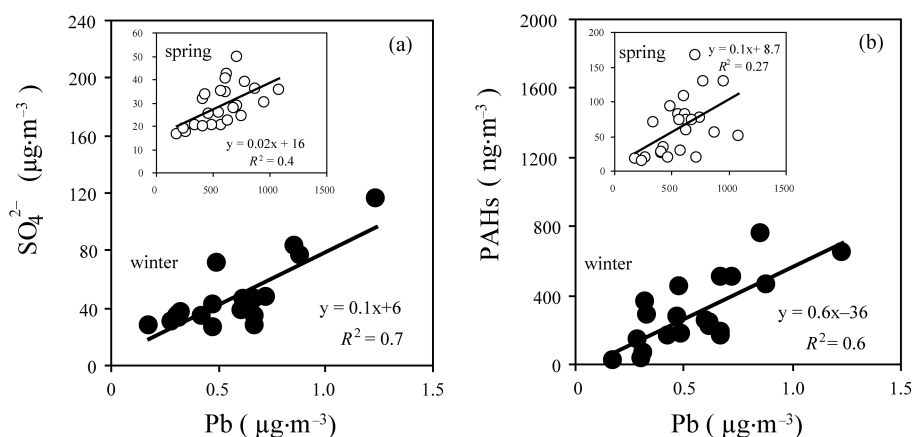 240
200
160
120
80
40
0
SO₄²⁻ (µg·m⁻³)
(a)
spring
60
50
40
30
20
10
0
y = 0.02x + 16
R² = 0.4
0 500 1000 1500
winter
y = 0.1x+6
R² = 0.7
0 0.5 1.0 1.5
Pb ( µg·m⁻³)
2000
1600
1200
800
400
0
PAHs ( ng·m⁻³)
(b)
spring
y = 0.1x+ 8.7
R² = 0.27
200
150
100
50
0
0 500 1000 1500
winter
y = 0.6x–36
R²= 0.6
0 0.5 1.0 1.5
Pb ( µg·m⁻³)